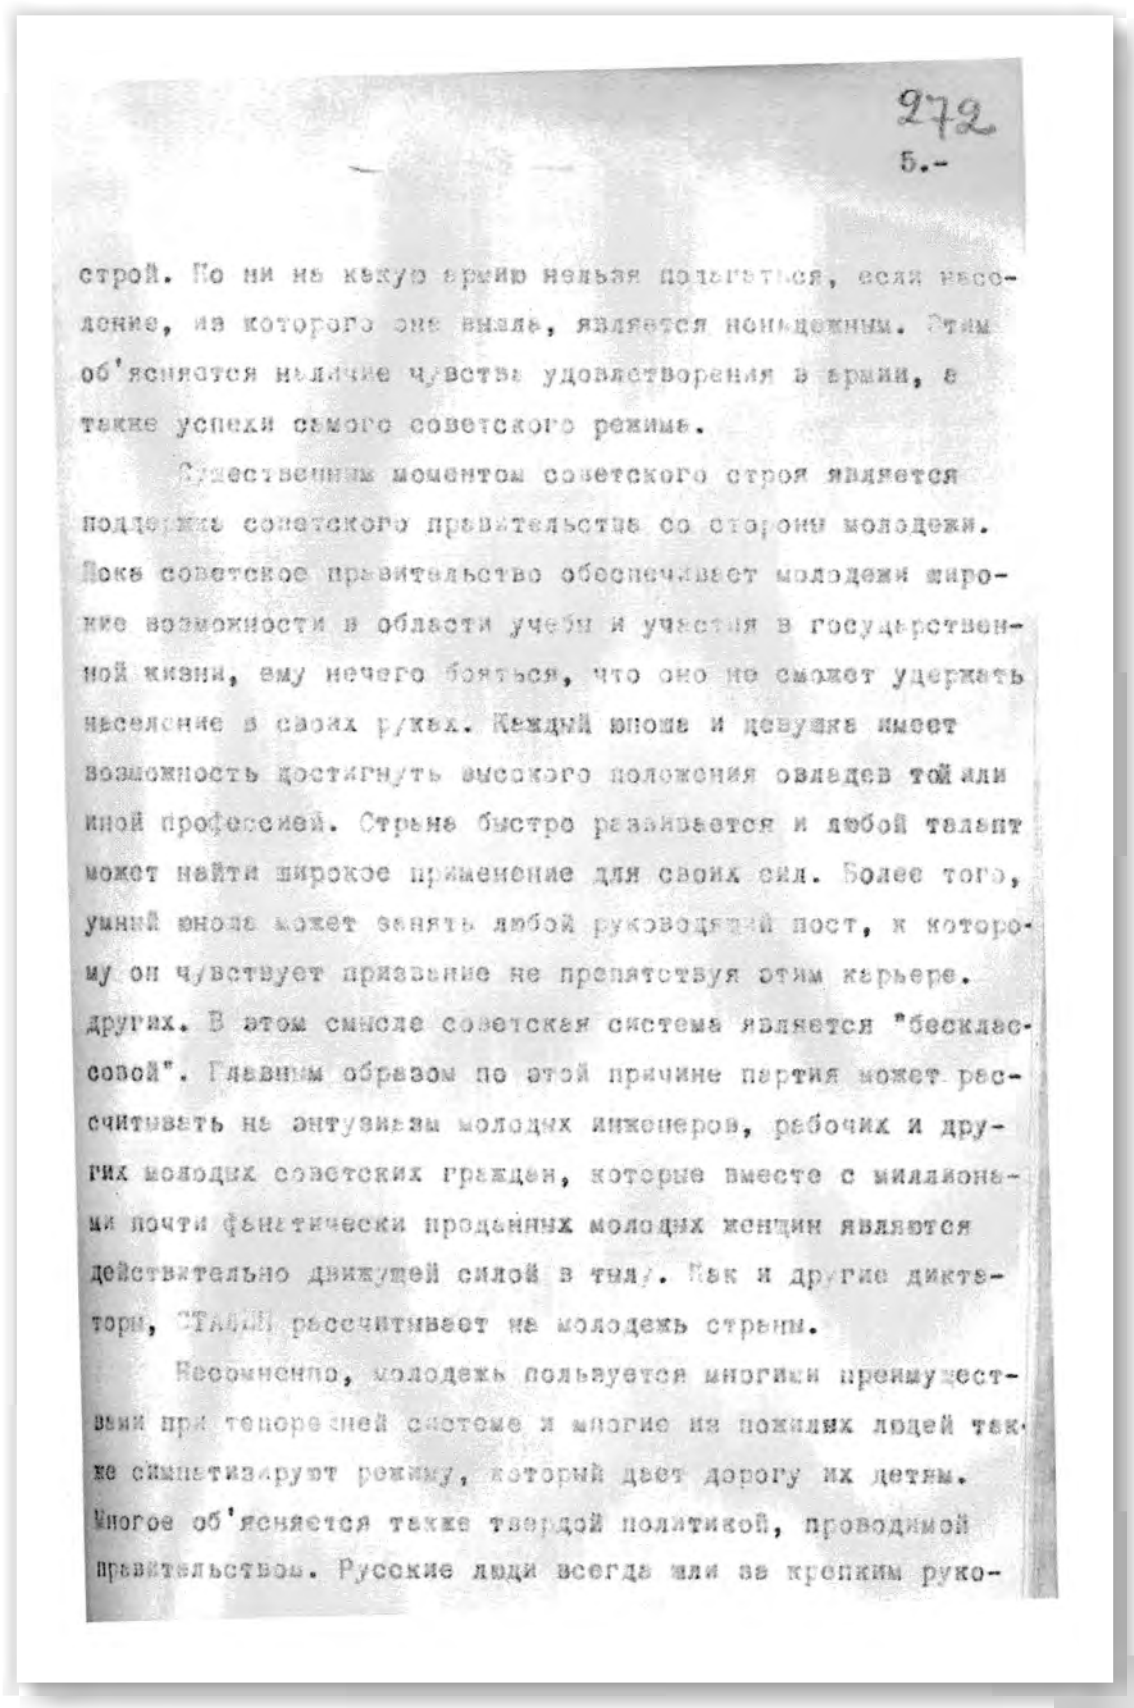 272
5.-
строй. Но ни на какую армию нельзя полагаться, если насе-
ление, из которого она вышла, является ненадежным. Этим
об'ясняются наличие чувства удовлетворения в армии, а
также успехи самого советского режима.
Существенным моментом советского строя является
поддержка советского правительства со стороны молодежи.
Пока советское правительство обеспечивает молодежи широ-
кие возможности в области учебы и участия в государствен-
ной жизни, ему нечего бояться, что оно не сможет удержать
население в своих руках. Каждый юноша и девушка имеет
возможность достигнуть высокого положения овладев той или
иной профессией. Страна быстро развивается и любой талант
может найти широкое применение для своих сил. Более того,
умный юноша может занять любой руководящий пост, к которо-
му он чувствует призвание не препятствуя этим карьере.
других. В этом смысле советская система является "бесклас-
совой". Главным образом по этой причине партия может рас-
считывать на энтузиазм молодых инженеров, рабочих и дру-
гих молодых советских граждан, которые вместе с миллиона-
ми почти фанатически преданных молодых женщин являются
действительно движущей силой в тылу. Как и другие дикта-
торы, СТАЛИН рассчитывает на молодежь страны.
Несомненно, молодежь пользуется многими преимущест-
вами при теперешней системе и многие из пожилых людей так-
же симпатизируют режиму, который дает дорогу их детям.
Многое об'ясняется также твердой политикой, проводимой
правительством. Русские люди всегда шли за крепким руко-